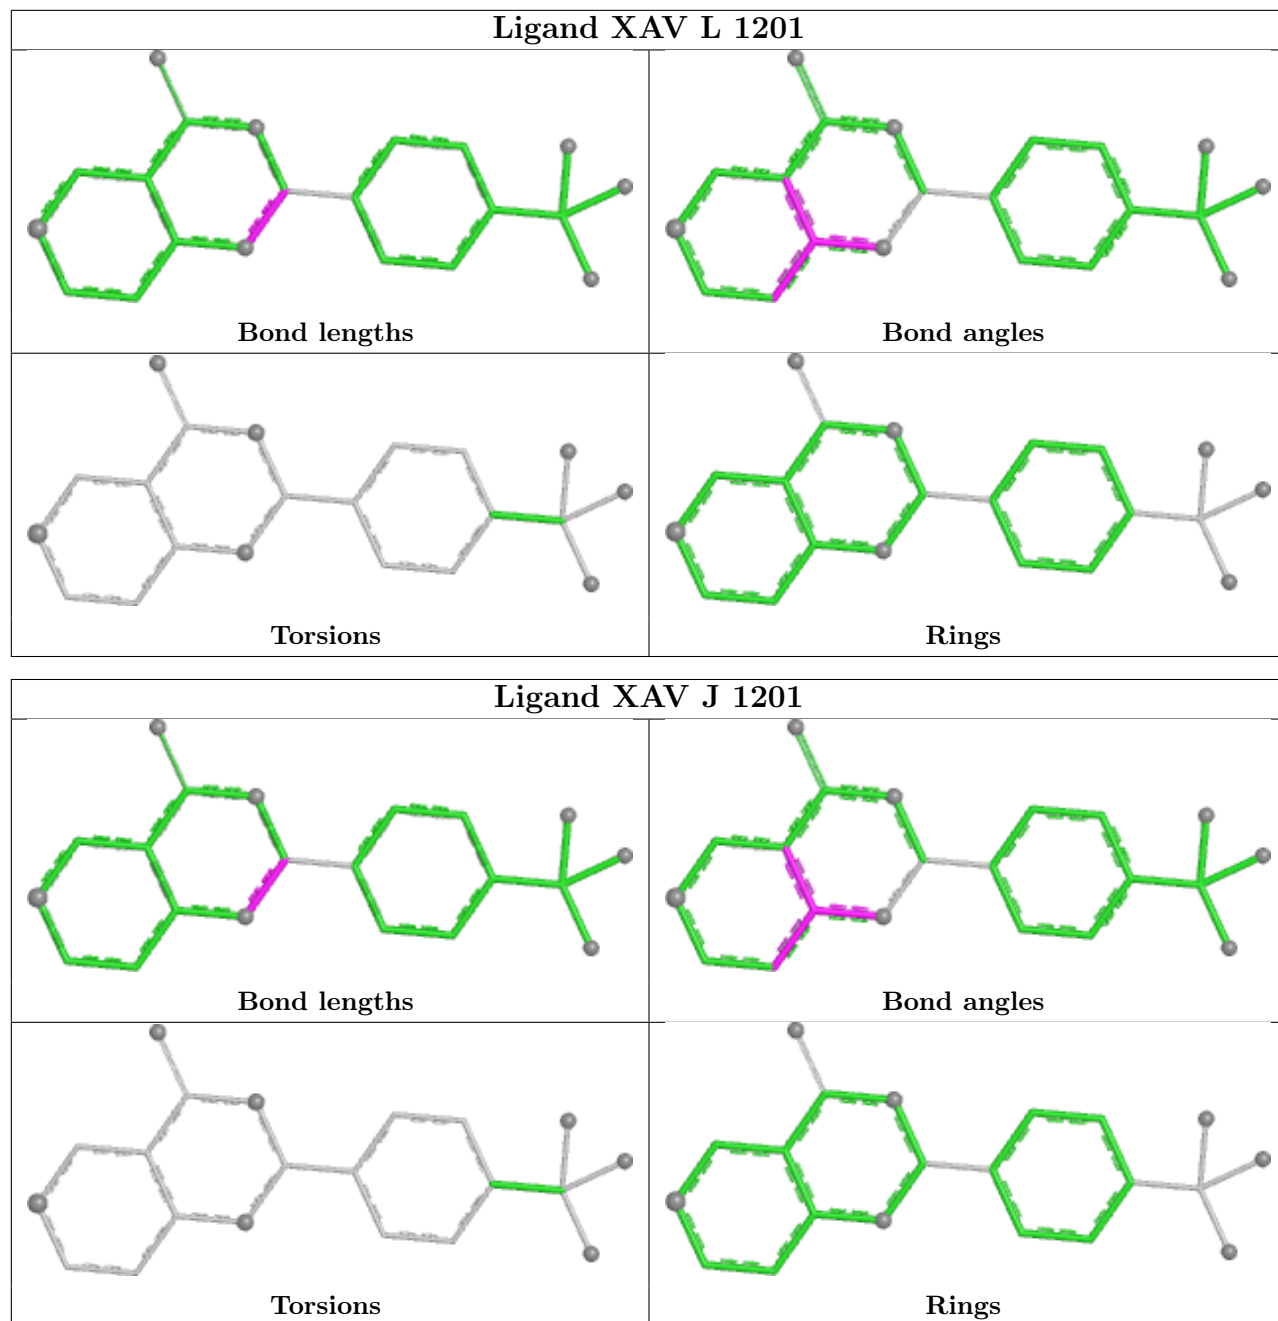 Ligand XAV L 1201
Bond lengths
Bond angles
Torsions
Rings
Ligand XAV J 1201
Bond lengths
Bond angles
Torsions
Rings